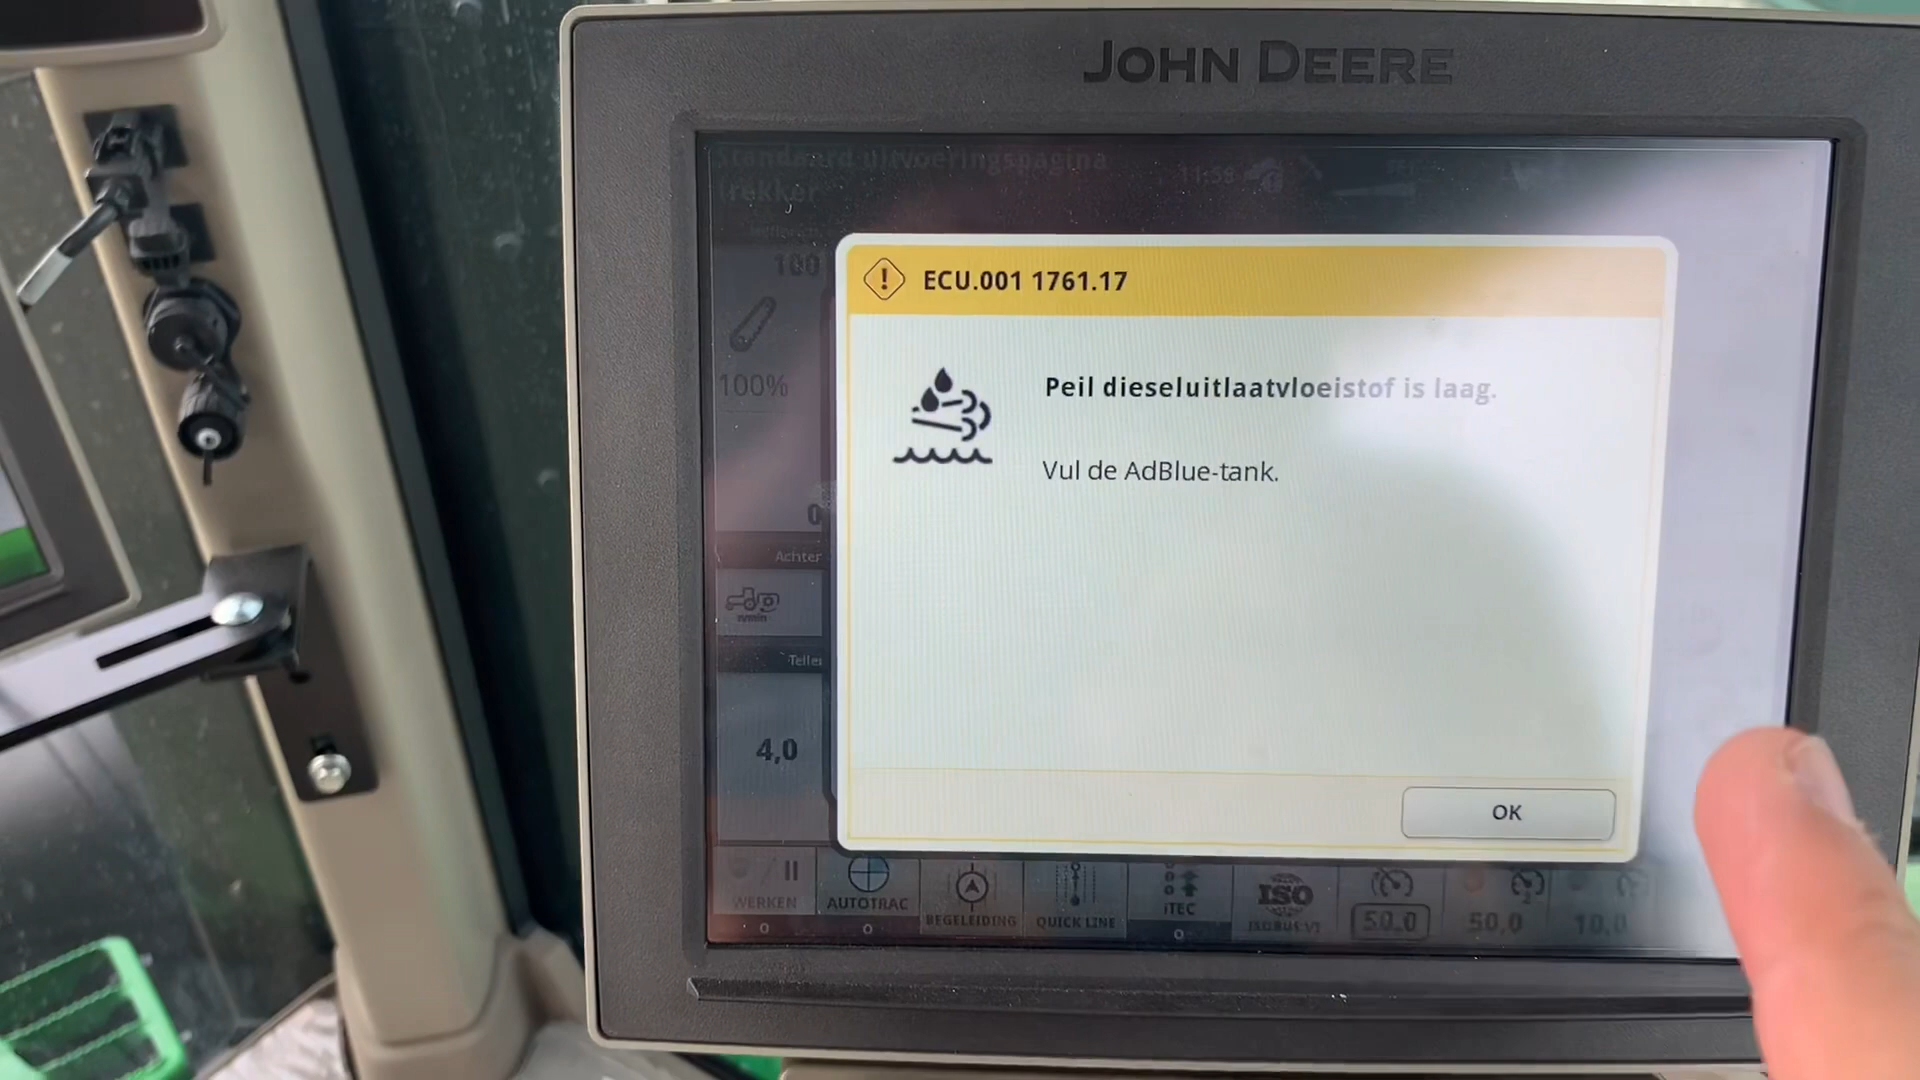 JOHN DEERE
Standaard uitvoeringspagina
trekker
11:58
100
ECU.001 1761.17
100%
Peil dieseluitlaatvloeistof is laag.
Vul de AdBlue-tank.
0
Achter
n/min
Teller
4,0
OK
WERKEN
AUTOTRAC
BEGELEIDING
QUICK LINE
iTEC
ISO
ISOBUS VT
50.0
50,0
10,0